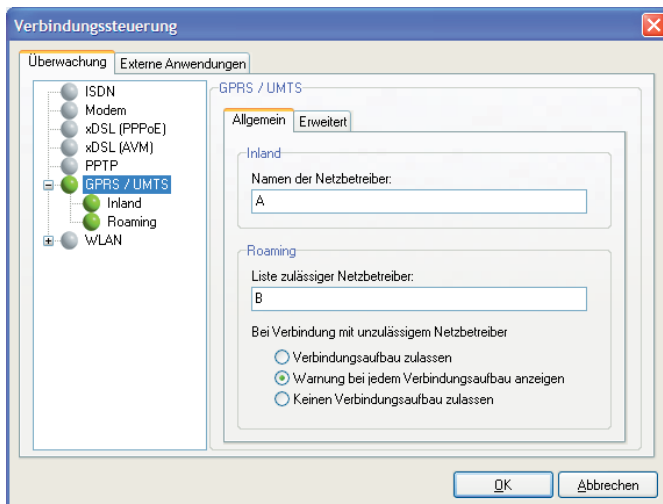 Verbindungssteuerung
Überwachung
Externe Anwendungen
ISDN
Modem
xDSL (PPPoE)
xDSL (AVM)
PPTP
GPRS / UMTS
Inland
Roaming
WLAN
GPRS / UMTS
Allgemein
Erweitert
Inland
Namen der Netzbetreiber:
A
Roaming
Liste zulässiger Netzbetreiber:
B
Bei Verbindung mit unzulässigem Netzbetreiber
Verbindungsaufbau zulassen
Warnung bei jedem Verbindungsaufbau anzeigen
Keinen Verbindungsaufbau zulassen
OK
Abbrechen